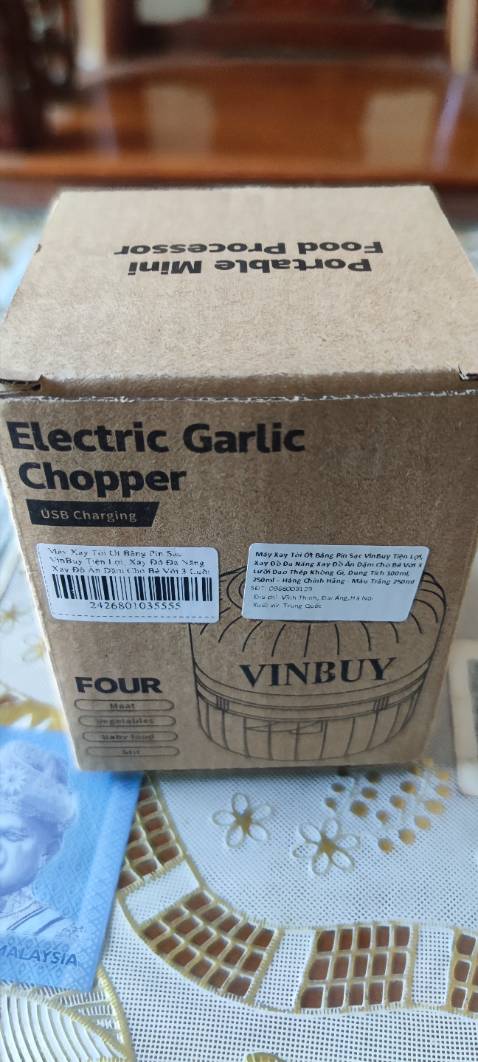 Portable Mini
Food Processor
Electric Garlic
Chopper
USB Charging
Máy Xay Tỏi Ớt Bằng Pin Sạc
VinBuy Tiện Lợi, Xay Đồ Đa Năng
Xay Đồ Ăn Dặm Cho Bé Với 3 Lưỡi
2426801035555
Máy Xay Tỏi Ớt Bằng Pin Sạc VinBuy Tiện Lợi,
Xay Đồ Đa Năng Xay Đồ Ăn Dặm Cho Bé Với 3
Lưỡi Dao Thép Không Gỉ, Dung Tích 100ml,
250ml - Hàng Chính Hãng - Máy Trắng 250ml
SĐT:
Địa chỉ: Vĩnh Thịnh, Đại Áng, Hà Nội
Xuất xứ: Trung Quốc
VINBUY
FOUR
Meat
Vegetables
Baby food
MALAYSIA